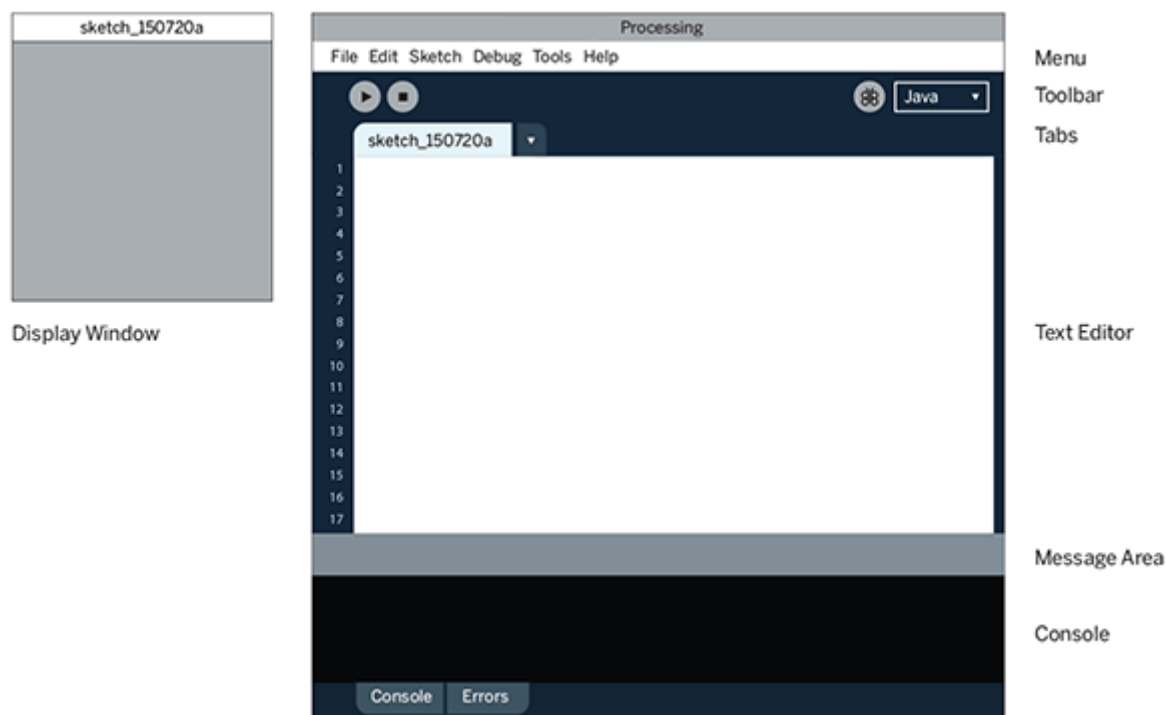 sketch_150720a
Display Window
Processing
File Edit Sketch Debug Tools Help
Menu
Java
Toolbar
sketch_150720a
Tabs
1
2
3
4
5
6
7
8
9
10
11
12
13
14
15
16
17
Text Editor
Message Area
Console
Console Errors